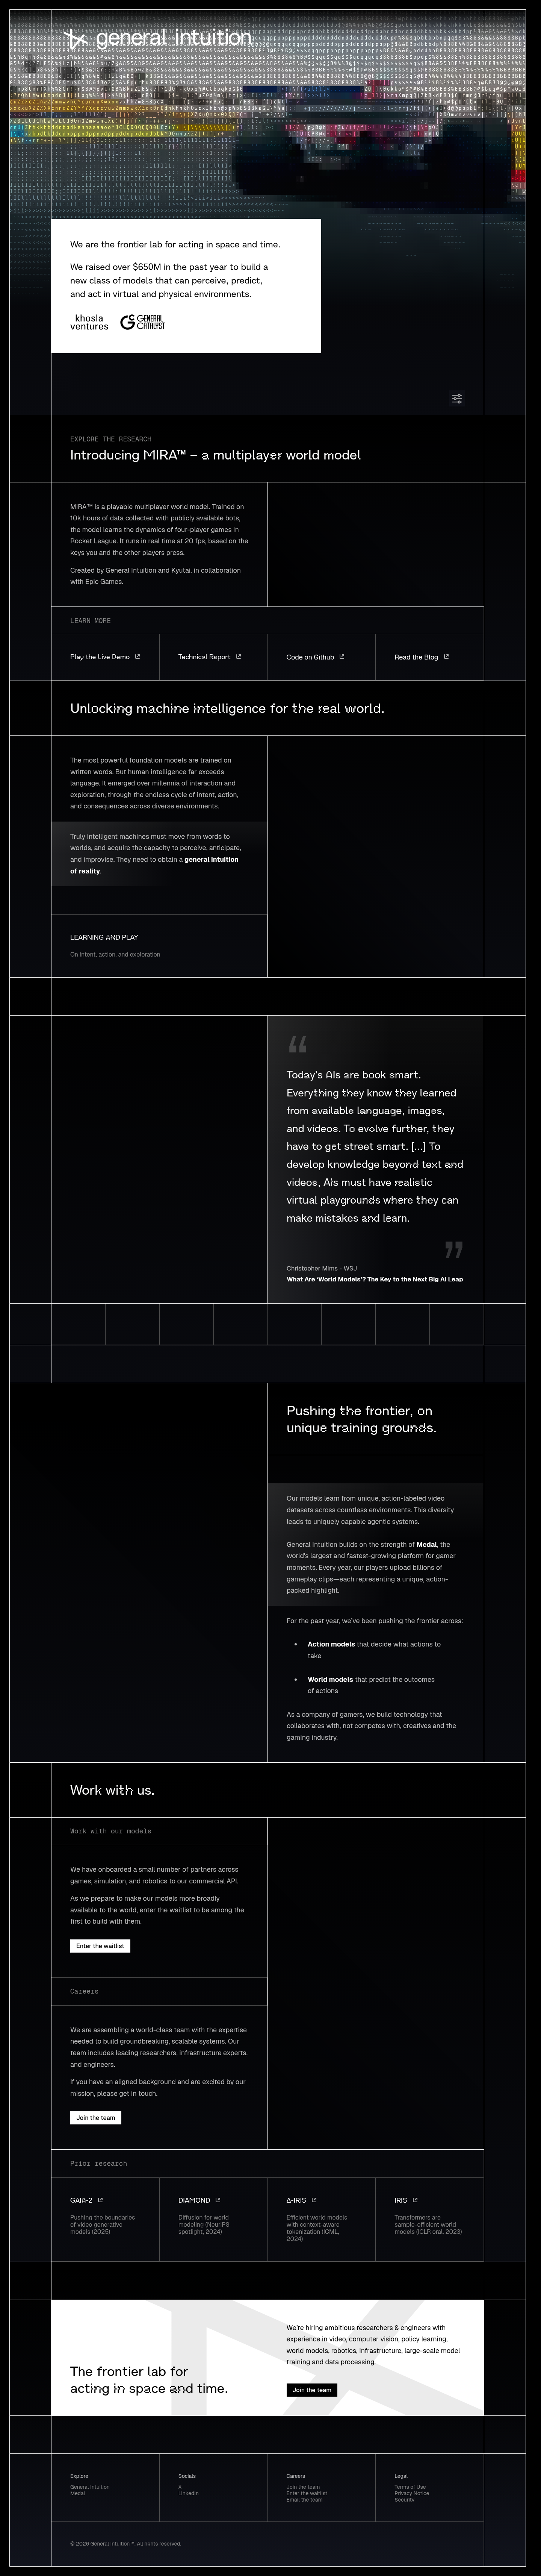 general intuition
We are the frontier lab for acting in space and time.
We raised over $650M in the past year to build a
new class of models that can perceive, predict,
and act in virtual and physical environments.
khosla
ventures
GENERAL
CATALYST
EXPLORE THE RESEARCH
Introducing MIRA™ – a multiplayer world model
MIRA™ is a playable multiplayer world model. Trained on
10k hours of data collected with publicly available bots,
the model learns the dynamics of four-player games in
Rocket League. It runs in real time at 20 fps, based on the
keys you and the other players press.
Created by General Intuition and Kyutai, in collaboration
with Epic Games.
LEARN MORE
Play the Live Demo
Technical Report
Code on Github
Read the Blog
Unlocking machine intelligence for the real world.
The most powerful foundation models are trained on
written words. But human intelligence far exceeds
language. It emerged over millennia of interaction and
exploration, through the endless cycle of intent, action,
and consequences across diverse environments.
Truly intelligent machines must move from words to
worlds, and acquire the capacity to perceive, anticipate,
and improvise. They need to obtain a general intuition
of reality.
LEARNING AND PLAY
On intent, action, and exploration
“
Today's AIs are book smart.
Everything they know they learned
from available language, images,
and videos. To evolve further, they
have to get street smart. [...] To
develop knowledge beyond text and
videos, AIs must have realistic
virtual playgrounds where they can
make mistakes and learn.
”
Christopher Mims - WSJ
What Are ‘World Models’? The Key to the Next Big AI Leap
Pushing the frontier, on
unique training grounds.
Our models learn from unique, action-labeled video
datasets across countless environments. This diversity
leads to uniquely capable agentic systems.
General Intuition builds on the strength of Medal, the
world's largest and fastest-growing platform for gamer
moments. Every year, our players upload billions of
gameplay clips—each representing a unique, action-
packed highlight.
For the past year, we've been pushing the frontier across:
• Action models that decide what actions to
take
• World models that predict the outcomes
of actions
As a company of gamers, we build technology that
collaborates with, not competes with, creatives and the
gaming industry.
Work with us.
Work with our models
We have onboarded a small number of partners across
games, simulation, and robotics to our commercial API.
As we prepare to make our models more broadly
available to the world, enter the waitlist to be among the
first to build with them.
Enter the waitlist
Careers
We are assembling a world-class team with the expertise
needed to build groundbreaking, scalable systems. Our
team includes leading researchers, infrastructure experts,
and engineers.
If you have an aligned background and are excited by our
mission, please get in touch.
Join the team
Prior research
GAIA-2
Pushing the boundaries
of video generative
models (2025)
DIAMOND
Diffusion for world
modeling (NeurIPS
spotlight, 2024)
Δ-IRIS
Efficient world models
with context-aware
tokenization (ICML,
2024)
IRIS
Transformers are
sample-efficient world
models (ICLR oral, 2023)
The frontier lab for
acting in space and time.
We're hiring ambitious researchers & engineers with
experience in video, computer vision, policy learning,
world models, robotics, infrastructure, large-scale model
training and data processing.
Join the team
Explore
General Intuition
Medal
Socials
X
LinkedIn
Careers
Join the team
Enter the waitlist
Email the team
Legal
Terms of Use
Privacy Notice
Security
© 2026 General Intuition™. All rights reserved.